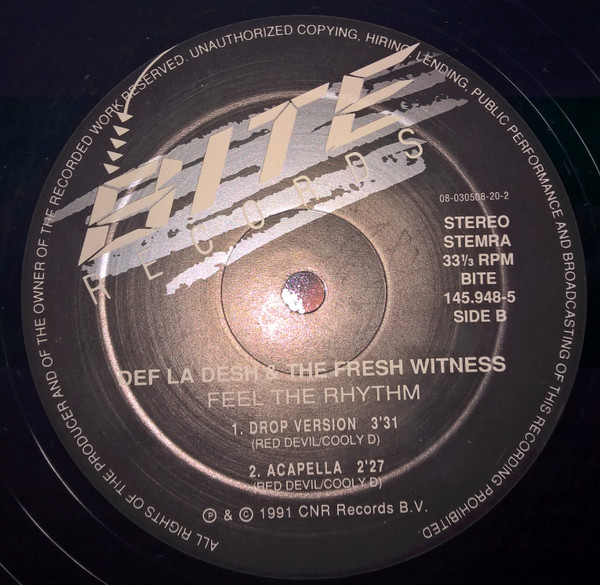 ALL RIGHTS OF THE PRODUCER AND OF THE OWNER OF THE RECORDED WORK RESERVED. UNAUTHORIZED COPYING, HIRING, LENDING, PUBLIC PERFORMANCE AND BROADCASTING OF THIS RECORDING PROHIBITED.
BITE
RECORDS
08-030508-20-2
STEREO
STEMRA
33⅓ RPM
BITE
145.948-5
SIDE B
DEF LA DESH & THE FRESH WITNESS
FEEL THE RHYTHM
1. DROP VERSION 3'31
(RED DEVIL/COOLY D)
2. ACAPELLA 2'27
(RED DEVIL/COOLY D)
℗ & © 1991 CNR Records B.V.